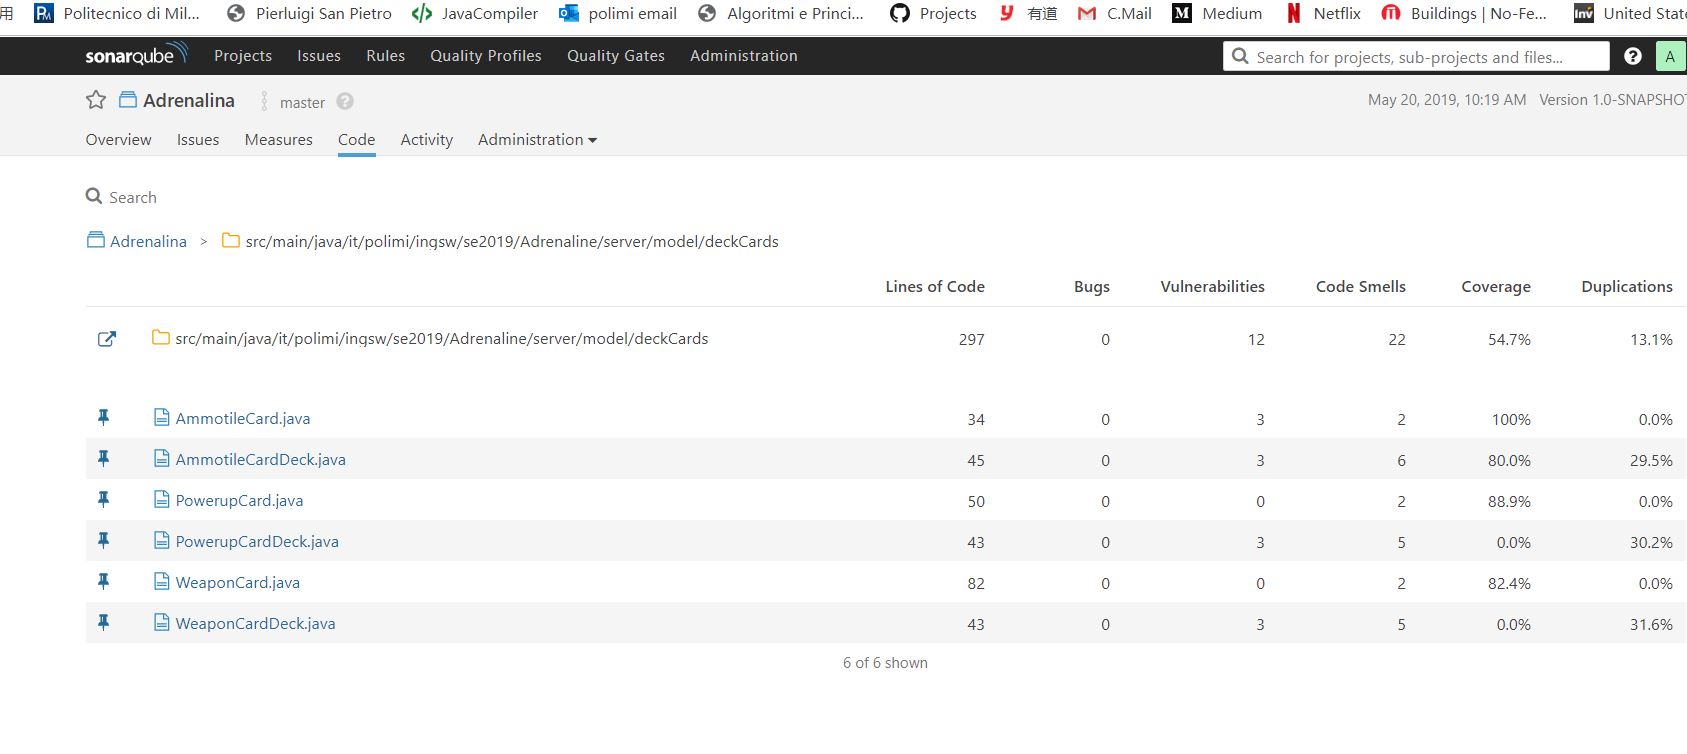 用 PM Politecnico di Mil... Pierluigi San Pietro JavaCompiler polimi email Algoritmi e Princi... Projects 有道 C.Mail Medium Netflix Buildings | No-Fe... Inv United State
sonarqube Projects Issues Rules Quality Profiles Quality Gates Administration Search for projects, sub-projects and files... ? A
Adrenalina master ? May 20, 2019, 10:19 AM Version 1.0-SNAPSHOT
Overview Issues Measures Code Activity Administration
Search
Adrenalina > src/main/java/it/polimi/ingsw/se2019/Adrenaline/server/model/deckCards
Lines of Code Bugs Vulnerabilities Code Smells Coverage Duplications
src/main/java/it/polimi/ingsw/se2019/Adrenaline/server/model/deckCards 297 0 12 22 54.7% 13.1%
AmmotileCard.java 34 0 3 2 100% 0.0%
AmmotileCardDeck.java 45 0 3 6 80.0% 29.5%
PowerupCard.java 50 0 0 2 88.9% 0.0%
PowerupCardDeck.java 43 0 3 5 0.0% 30.2%
WeaponCard.java 82 0 0 2 82.4% 0.0%
WeaponCardDeck.java 43 0 3 5 0.0% 31.6%
6 of 6 shown